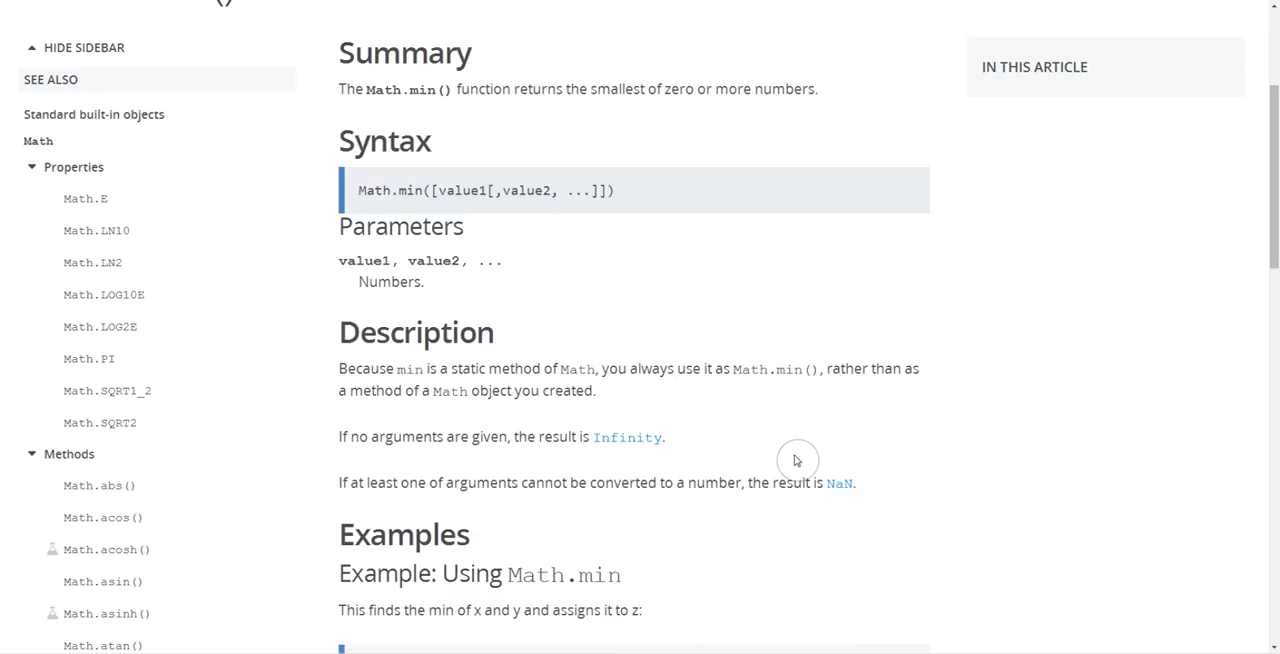 ()
HIDE SIDEBAR
SEE ALSO
Standard built-in objects
Math
Properties
Math.E
Math.LN10
Math.LN2
Math.LOG10E
Math.LOG2E
Math.PI
Math.SQRT1_2
Math.SQRT2
Methods
Math.abs()
Math.acos()
Math.acosh()
Math.asin()
Math.asinh()
Math.atan()
Summary
The Math.min() function returns the smallest of zero or more numbers.
Syntax
Math.min([value1[,value2, ...]])
Parameters
value1, value2, ...
Numbers.
Description
Because min is a static method of Math, you always use it as Math.min(), rather than as
a method of a Math object you created.
If no arguments are given, the result is Infinity.
If at least one of arguments cannot be converted to a number, the result is NaN.
Examples
Example: Using Math.min
This finds the min of x and y and assigns it to z:
IN THIS ARTICLE